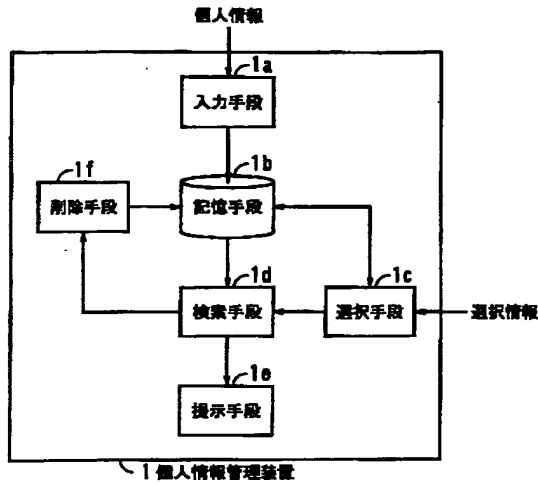 個人情報
1a
入力手段
1f
1b
削除手段
記憶手段
1d
1c
検索手段
選択手段
選択情報
1e
提示手段
1 個人情報管理装置